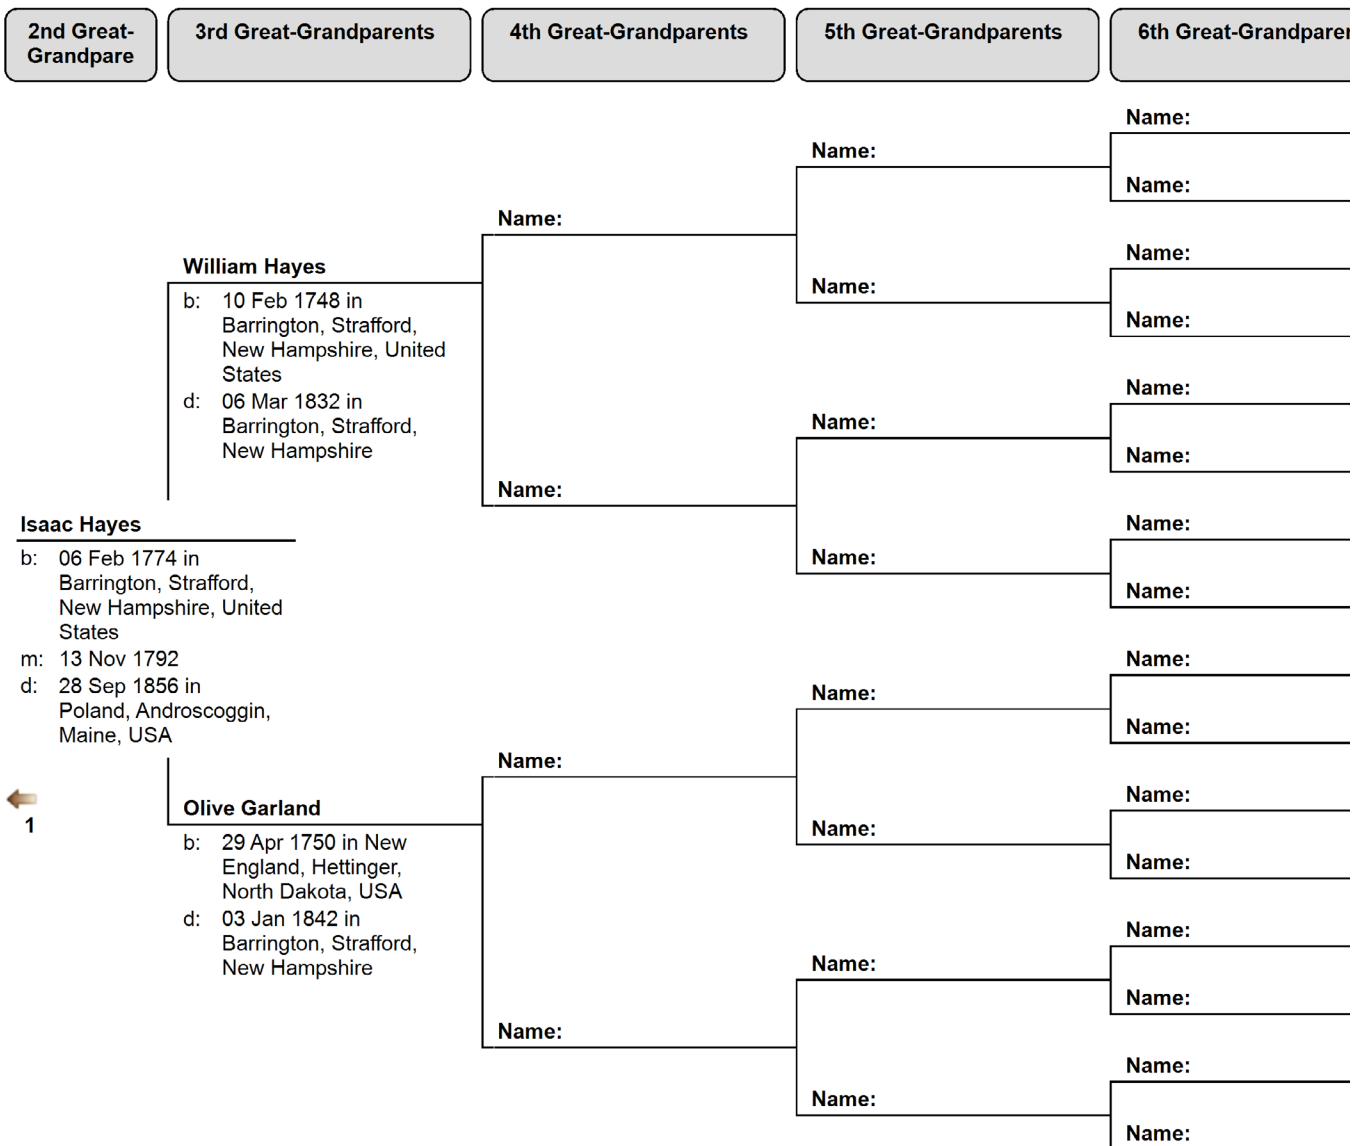 2nd Great-
Grandpare
3rd Great-Grandparents
4th Great-Grandparents
5th Great-Grandparents
6th Great-Grandparer
Name:
Name:
Name:
Name:
Name:
Name:
Name:
William Hayes
b: 10 Feb 1748 in
Barrington, Strafford,
New Hampshire, United
States
d: 06 Mar 1832 in
Barrington, Strafford,
New Hampshire
Name:
Name:
Name:
Name:
Name:
Name:
Name:
Isaac Hayes
b: 06 Feb 1774 in
Barrington, Strafford,
New Hampshire, United
States
m: 13 Nov 1792
d: 28 Sep 1856 in
Poland, Androscoggin,
Maine, USA
Name:
Name:
Name:
Name:
Name:
Name:
Name:
1
Olive Garland
b: 29 Apr 1750 in New
England, Hettinger,
North Dakota, USA
d: 03 Jan 1842 in
Barrington, Strafford,
New Hampshire
Name:
Name:
Name:
Name:
Name:
Name:
Name: